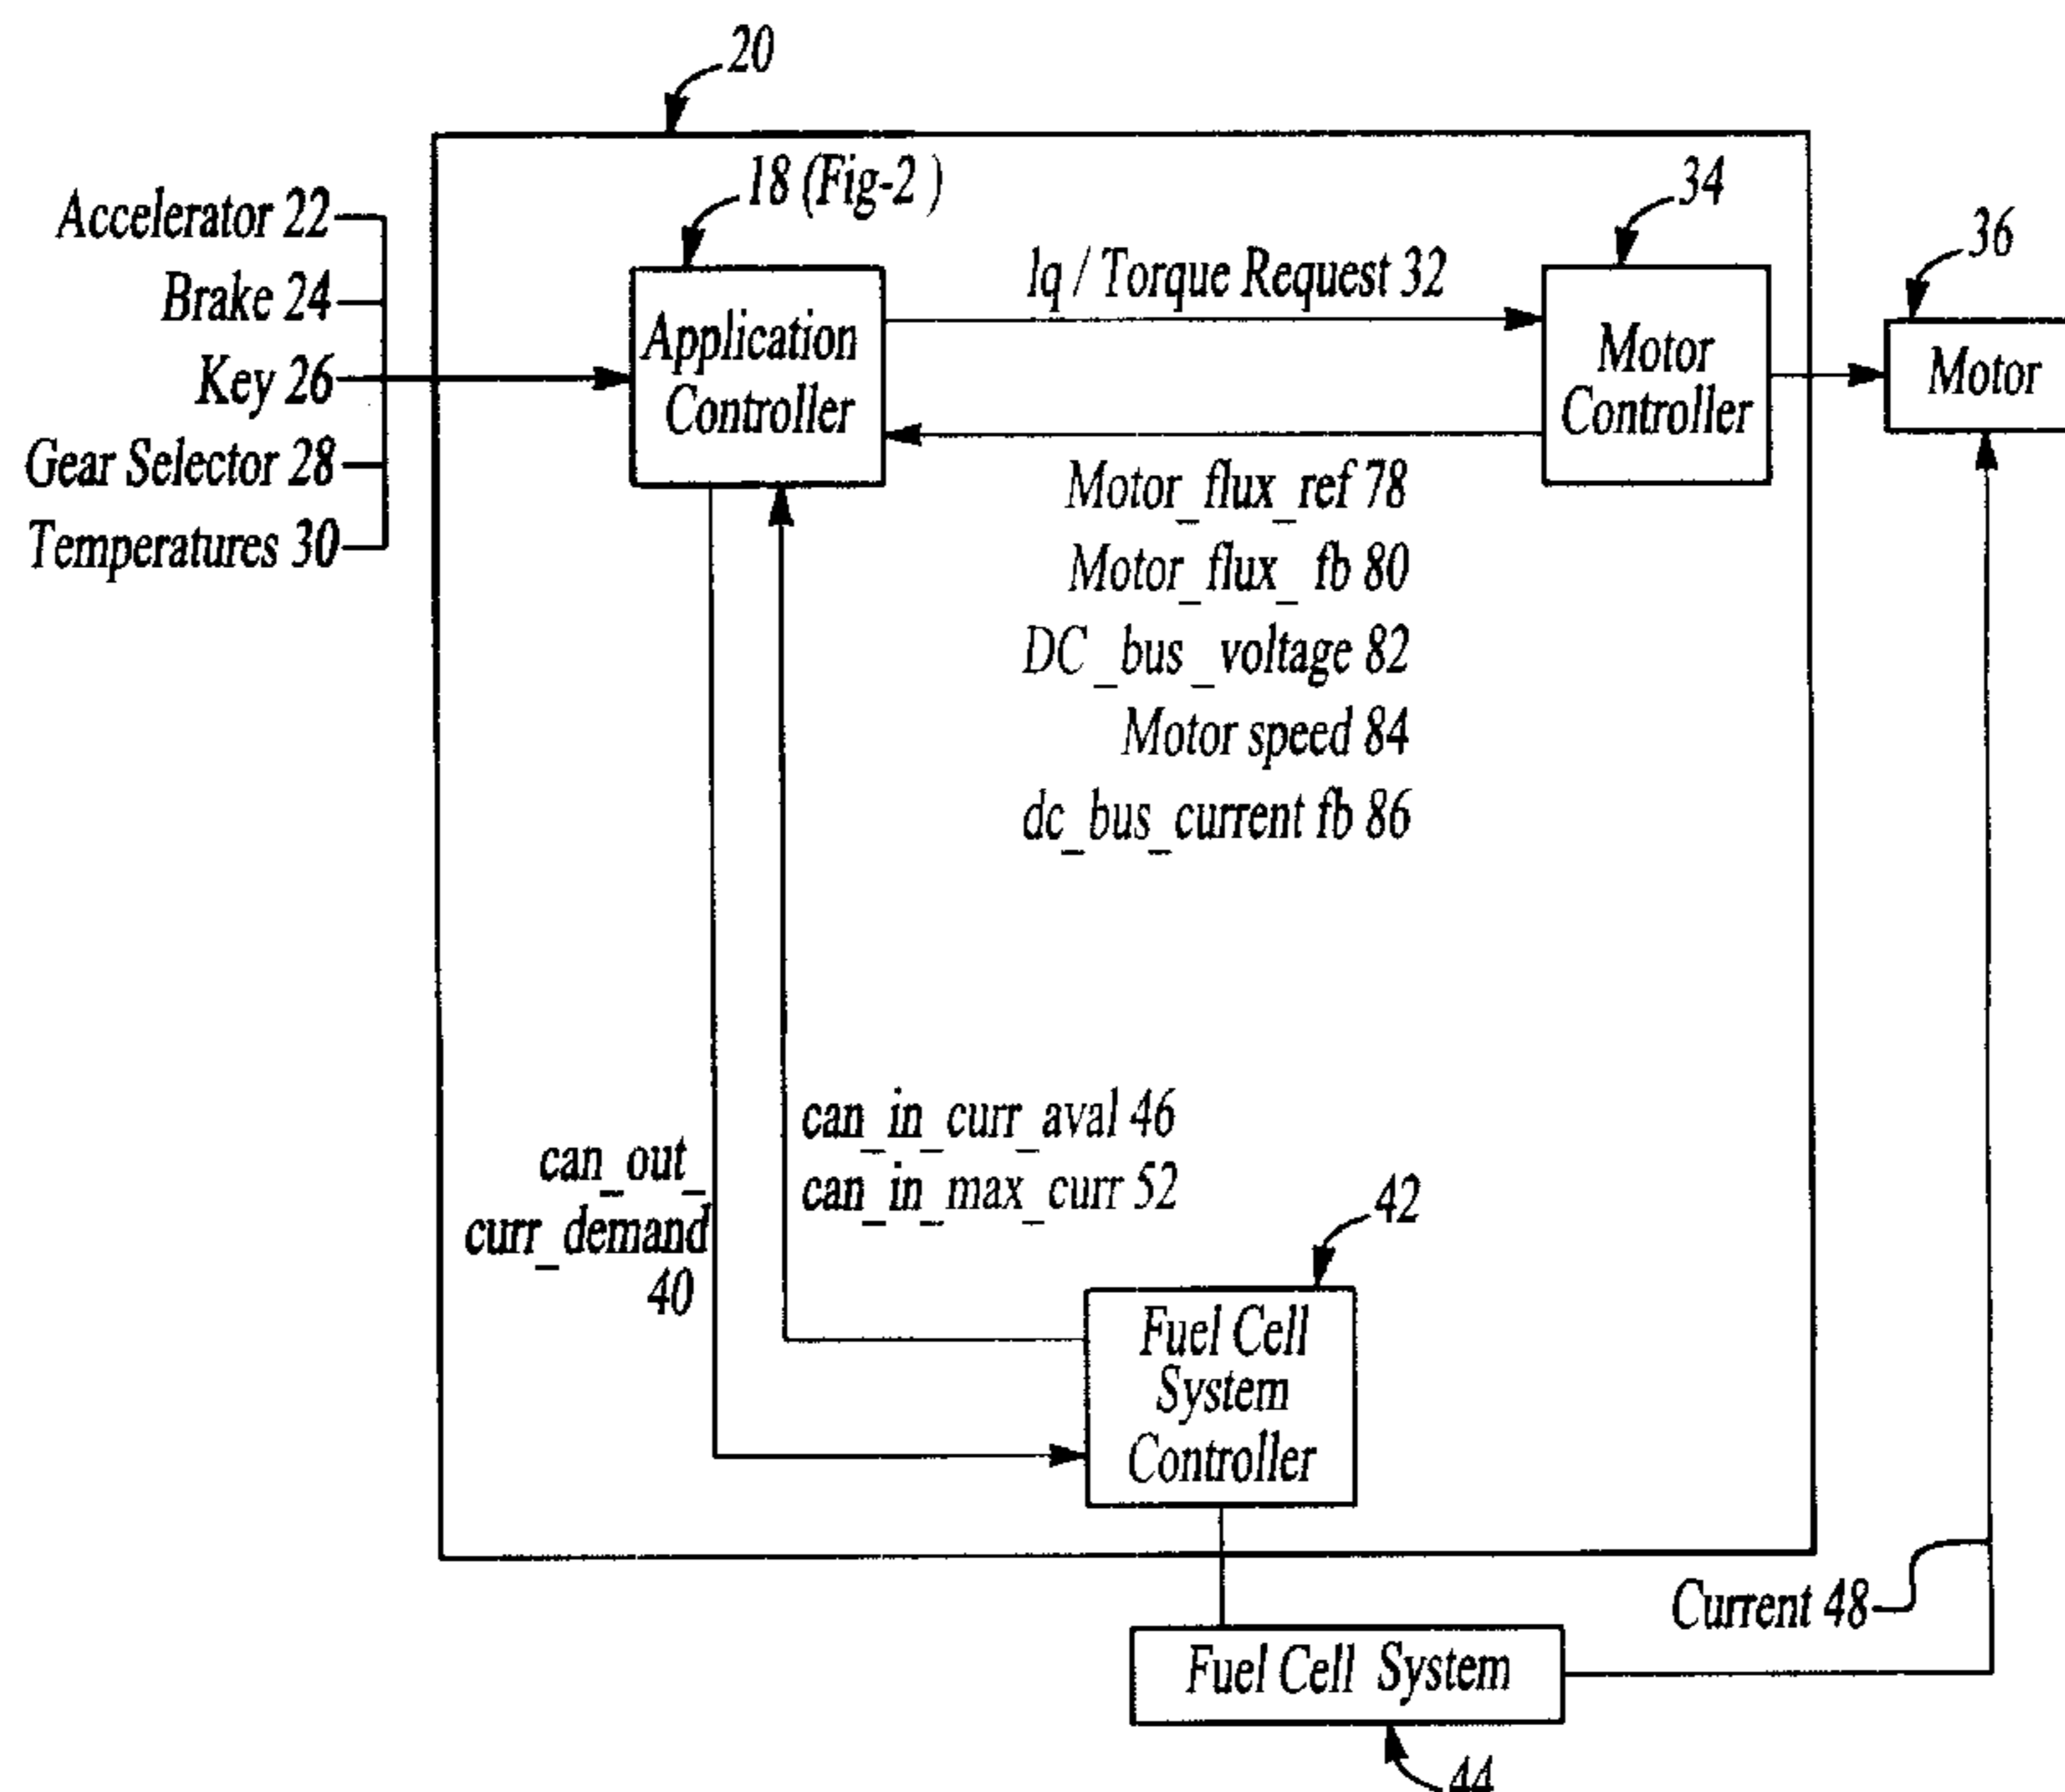 20
18 (Fig-2 )
34
36
Accelerator 22
Brake 24
Key 26
Gear Selector 28
Temperatures 30
Application
Controller
Iq / Torque Request 32
Motor
Controller
Motor
Motor_flux_ref 78
Motor_flux_ fb 80
DC_bus_voltage 82
Motor speed 84
dc_bus_current fb 86
can_in_curr_aval 46
can_in_max_curr 52
can_out_
curr_demand
40
42
Fuel Cell
System
Controller
Current 48
Fuel Cell System
44